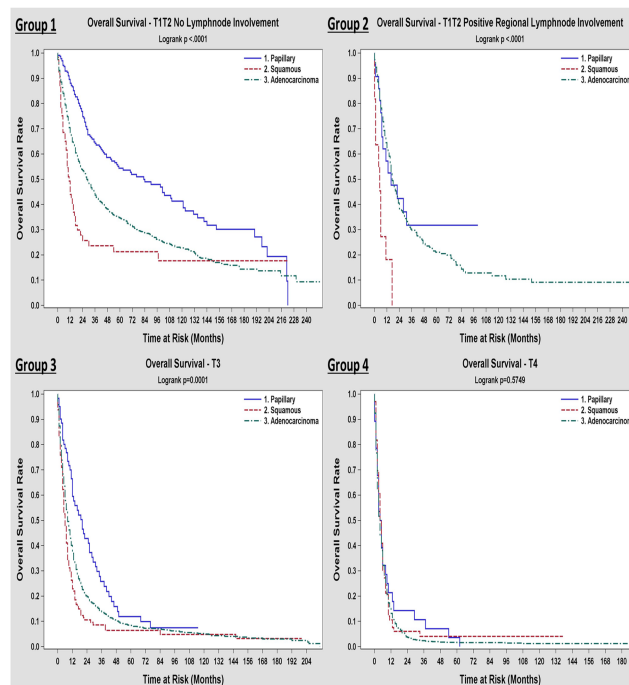 Group 1
Overall Survival - T1T2 No Lymphnode Involvement
Logrank p <.0001
1. Papillary
2. Squamous
3. Adenocarcinoma
Overall Survival Rate
1.0
0.9
0.8
0.7
0.6
0.5
0.4
0.3
0.2
0.1
0.0
0 12 24 36 48 60 72 84 96 108 120 132 144 156 168 180 192 204 216 228 240
Time at Risk (Months)
Group 2
Overall Survival - T1T2 Positive Regional Lymphnode Involvement
Logrank p <.0001
1. Papillary
2. Squamous
3. Adenocarcinoma
Overall Survival Rate
1.0
0.9
0.8
0.7
0.6
0.5
0.4
0.3
0.2
0.1
0.0
0 12 24 36 48 60 72 84 96 108 120 132 144 156 168 180 192 204 216 228 240
Time at Risk (Months)
Group 3
Overall Survival - T3
Logrank p=0.0001
1. Papillary
2. Squamous
3. Adenocarcinoma
Overall Survival Rate
1.0
0.9
0.8
0.7
0.6
0.5
0.4
0.3
0.2
0.1
0.0
0 12 24 36 48 60 72 84 96 108 120 132 144 156 168 180 192 204
Time at Risk (Months)
Group 4
Overall Survival - T4
Logrank p=0.5749
1. Papillary
2. Squamous
3. Adenocarcinoma
Overall Survival Rate
1.0
0.9
0.8
0.7
0.6
0.5
0.4
0.3
0.2
0.1
0.0
0 12 24 36 48 60 72 84 96 108 120 132 144 156 168 180
Time at Risk (Months)